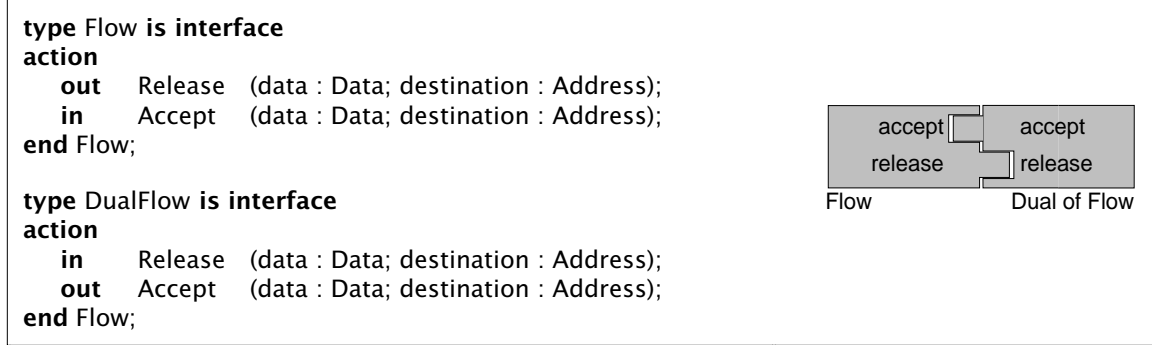 type Flow is interface
action
out Release (data : Data; destination : Address);
in Accept (data : Data; destination : Address);
end Flow;
type DualFlow is interface
action
in Release (data : Data; destination : Address);
out Accept (data : Data; destination : Address);
end Flow;
accept accept
release release
Flow Dual of Flow